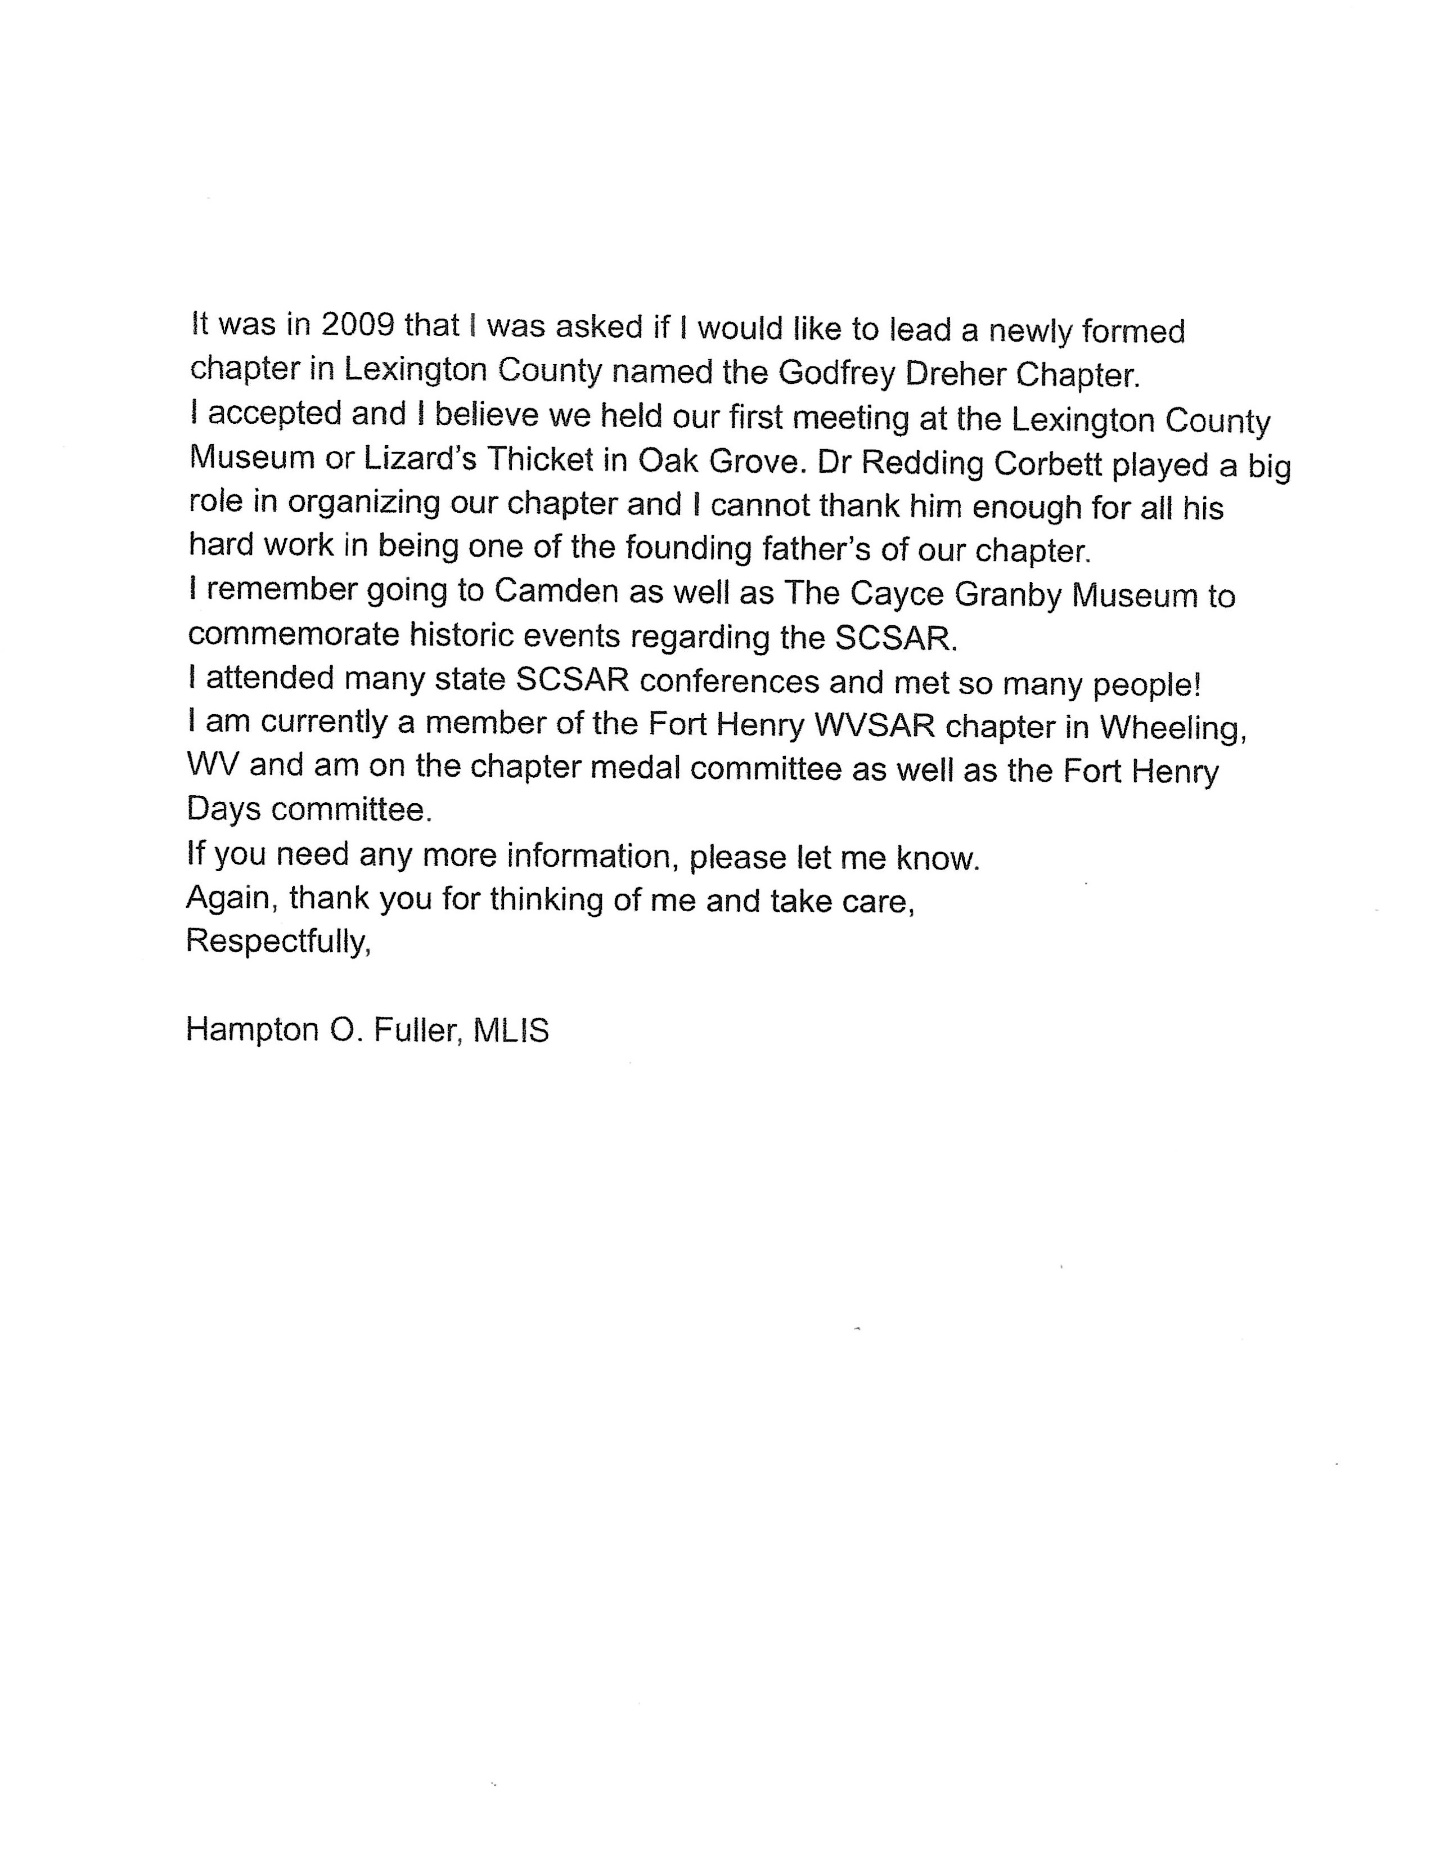 It was in 2009 that I was asked if I would like to lead a newly formed
chapter in Lexington County named the Godfrey Dreher Chapter.
I accepted and I believe we held our first meeting at the Lexington County
Museum or Lizard's Thicket in Oak Grove. Dr Redding Corbett played a big
role in organizing our chapter and I cannot thank him enough for all his
hard work in being one of the founding father's of our chapter.
I remember going to Camden as well as The Cayce Granby Museum to
commemorate historic events regarding the SCSAR.
I attended many state SCSAR conferences and met so many people!
I am currently a member of the Fort Henry WVSAR chapter in Wheeling,
WV and am on the chapter medal committee as well as the Fort Henry
Days committee.
If you need any more information, please let me know.
Again, thank you for thinking of me and take care,
Respectfully,
Hampton O. Fuller, MLIS